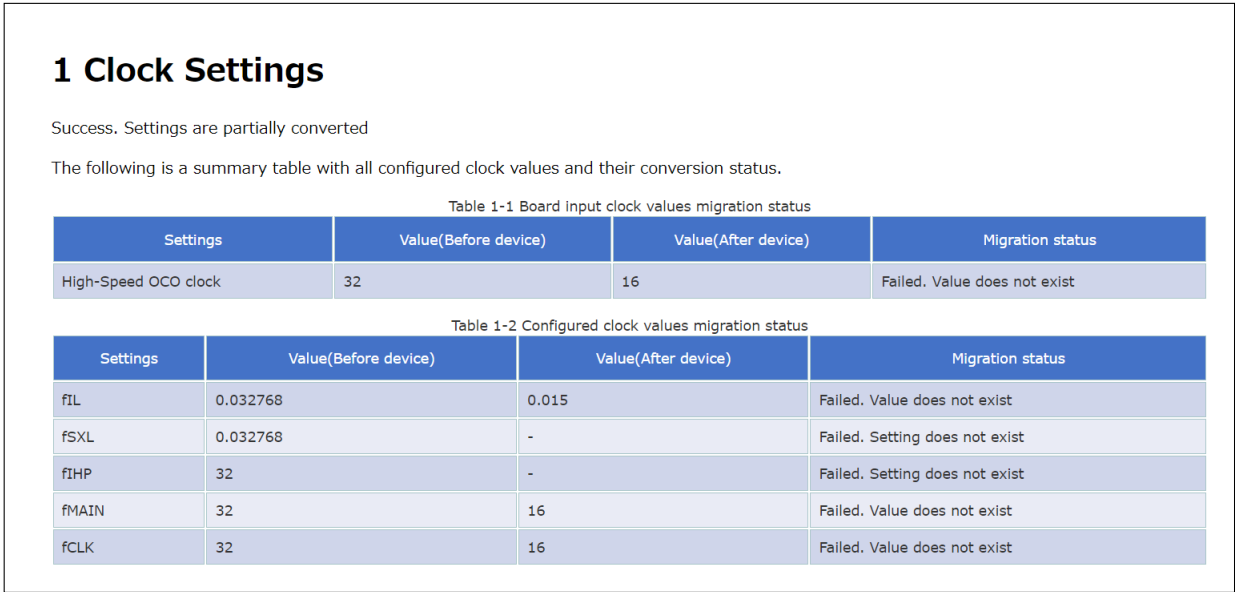 1 Clock Settings
Success. Settings are partially converted
The following is a summary table with all configured clock values and their conversion status.
Table 1-1 Board input clock values migration status
Settings Value(Before device) Value(After device) Migration status
High-Speed OCO clock 32 16 Failed. Value does not exist
Table 1-2 Configured clock values migration status
Settings Value(Before device) Value(After device) Migration status
fIL 0.032768 0.015 Failed. Value does not exist
fSXL 0.032768 - Failed. Setting does not exist
fIHP 32 - Failed. Setting does not exist
fMAIN 32 16 Failed. Value does not exist
fCLK 32 16 Failed. Value does not exist